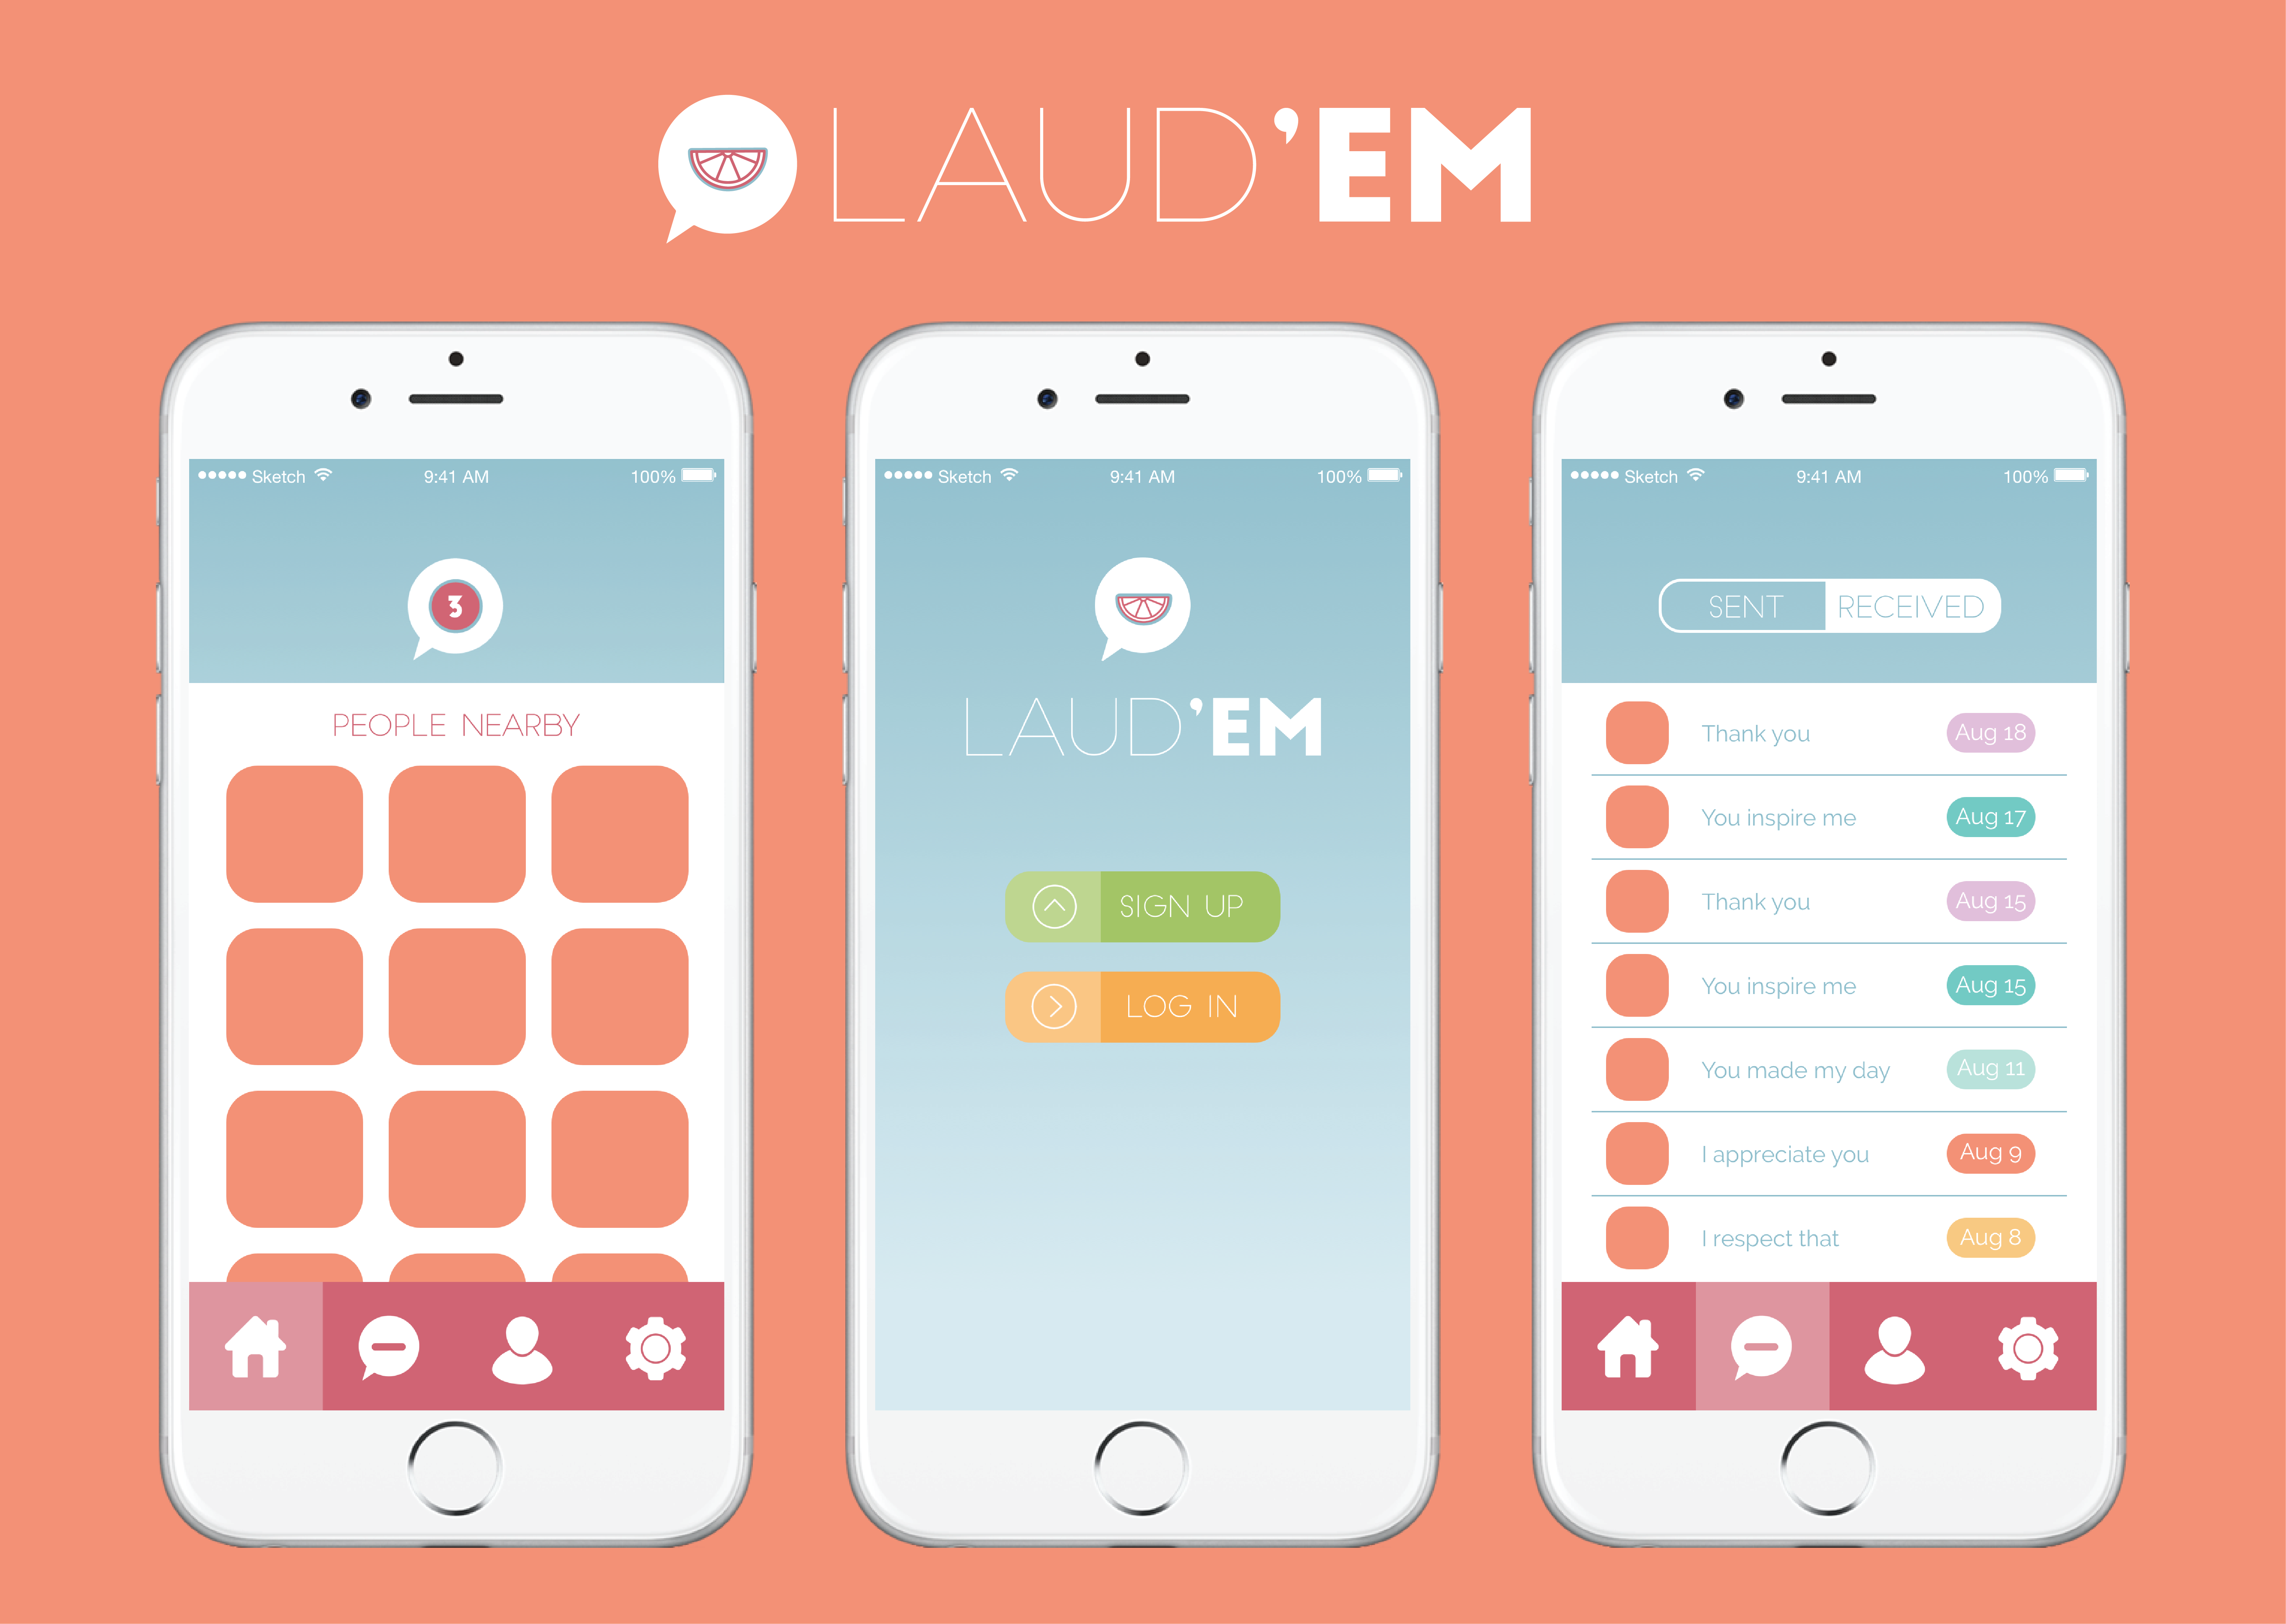 LAUD'EM
Sketch 9:41 AM 100%
3
PEOPLE NEARBY
Sketch 9:41 AM 100%
LAUD'EM
SIGN UP
LOG IN
Sketch 9:41 AM 100%
SENT RECEIVED
Thank you Aug 18
You inspire me Aug 17
Thank you Aug 15
You inspire me Aug 15
You made my day Aug 11
I appreciate you Aug 9
I respect that Aug 8